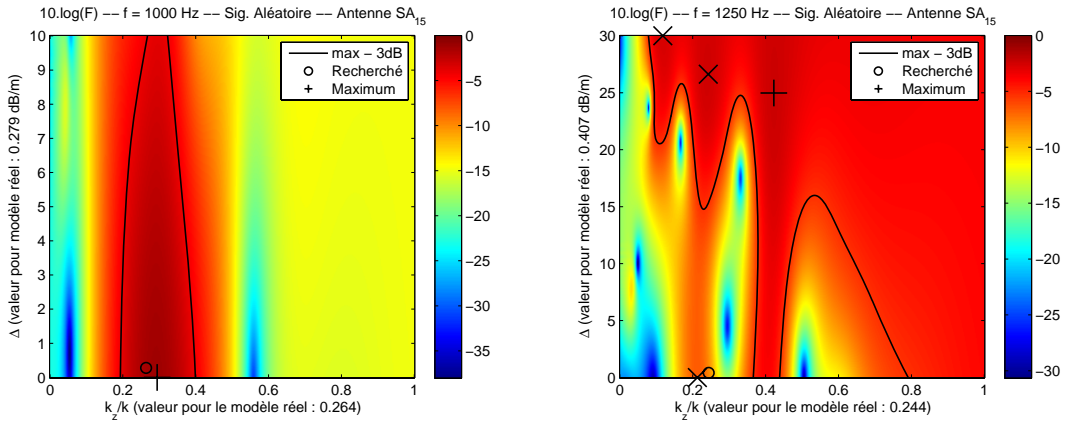 10.log(F) −− f = 1000 Hz −− Sig. Aléatoire −− Antenne SA15
max − 3dB
Recherché
Maximum
10
9
8
7
6
5
4
3
2
1
0
Δ (valeur pour modèle réel : 0.279 dB/m)
0 0.2 0.4 0.6 0.8 1
kz/k (valeur pour le modèle réel : 0.264)
0
−5
−10
−15
−20
−25
−30
−35
10.log(F) −− f = 1250 Hz −− Sig. Aléatoire −− Antenne SA15
max − 3dB
Recherché
Maximum
30
25
20
15
10
5
0
Δ (valeur pour modèle réel : 0.407 dB/m)
0 0.2 0.4 0.6 0.8 1
kz/k (valeur pour le modèle réel : 0.244)
0
−5
−10
−15
−20
−25
−30